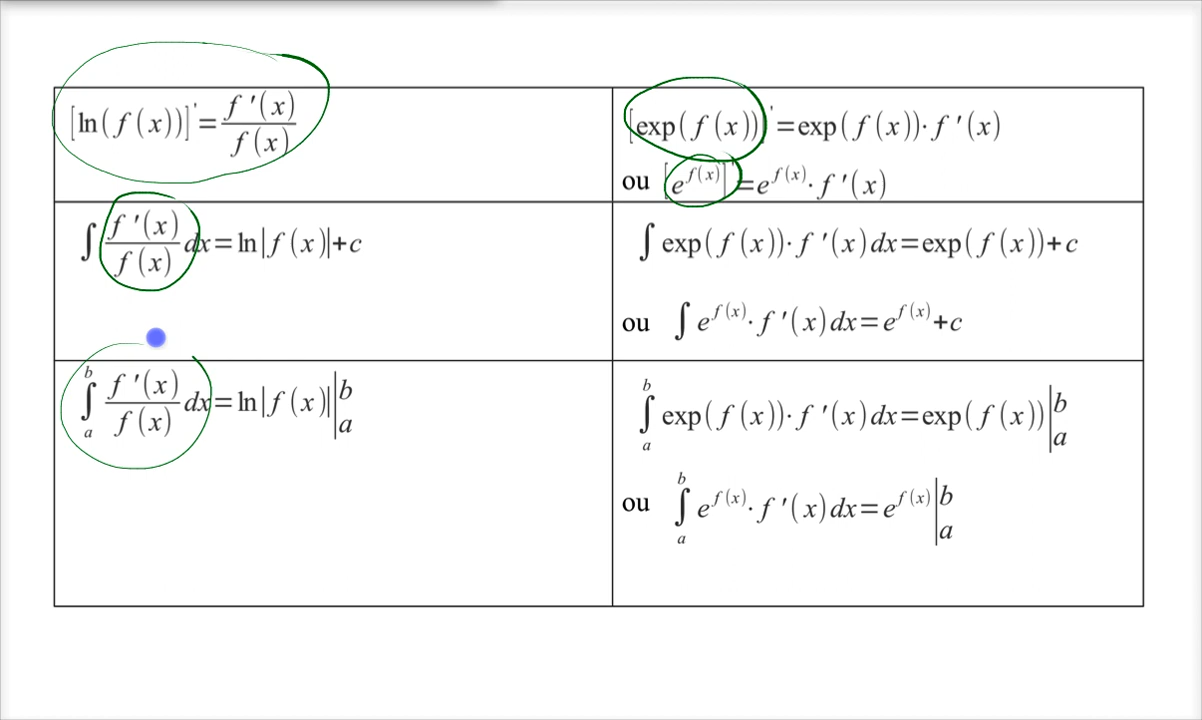 [ln(f(x))]'=f'(x)/f(x)
[exp(f(x))]'=exp(f(x))·f'(x)
ou [e^f(x)]'=e^f(x)·f'(x)
∫ f'(x)/f(x) dx=ln|f(x)|+c
∫ exp(f(x))·f'(x)dx=exp(f(x))+c
ou ∫ e^f(x)·f'(x)dx=e^f(x)+c
∫_a^b f'(x)/f(x) dx=ln|f(x)||_a^b
∫_a^b exp(f(x))·f'(x)dx=exp(f(x))|_a^b
ou ∫_a^b e^f(x)·f'(x)dx=e^f(x)|_a^b